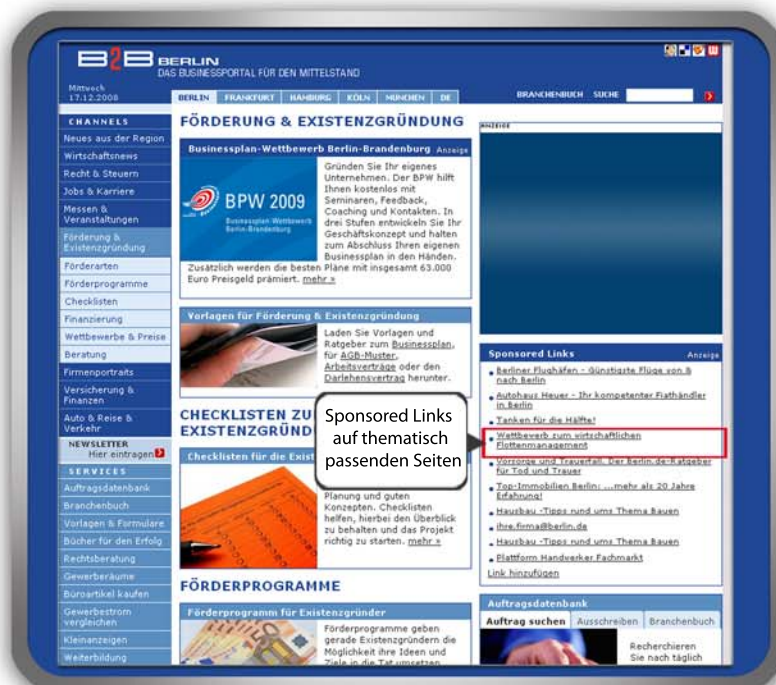 B2B BERLIN
DAS BUSINESSPORTAL FÜR DEN MITTELSTAND
Mittwoch
17.12.2008
BERLIN FRANKFURT HAMBURG KÖLN MÜNCHEN DE
BRANCHENBUCH SUCHE
CHANNELS
Neues aus der Region
Wirtschaftsnews
Recht & Steuern
Jobs & Karriere
Messen &
Veranstaltungen
Förderung &
Existenzgründung
Förderarten
Förderprogramme
Checklisten
Finanzierung
Wettbewerbe & Preise
Beratung
Firmenportraits
Versicherung &
Finanzen
Auto & Reise &
Verkehr
NEWSLETTER
Hier eintragen
SERVICES
Auftragsdatenbank
Branchenbuch
Vorlagen & Formulare
Bücher für den Erfolg
Rechtsberatung
Gewerberäume
Büroartikel kaufen
Gewerbestrom
vergleichen
Kleinanzeigen
Weiterbildung
FÖRDERUNG & EXISTENZGRÜNDUNG
Businessplan-Wettbewerb Berlin-Brandenburg Anzeige
BPW 2009
Businessplan-Wettbewerb
Berlin-Brandenburg
Gründen Sie Ihr eigenes
Unternehmen. Der BPW hilft
Ihnen kostenlos mit
Seminaren, Feedback,
Coaching und Kontakten. In
drei Stufen entwickeln Sie Ihr
Geschäftskonzept und halten
zum Abschluss Ihren eigenen
Businessplan in den Händen.
Zusätzlich werden die besten Pläne mit insgesamt 63.000
Euro Preisgeld prämiert. mehr »
Vorlagen für Förderung & Existenzgründung
Laden Sie Vorlagen und
Ratgeber zum Businessplan,
für AGB-Muster,
Arbeitsverträge oder den
Darlehensvertrag herunter.
CHECKLISTEN ZU
EXISTENZGRÜND
Checklisten für die Exist
Planung und guten
Konzepten. Checklisten
helfen, hierbei den Überblick
zu behalten und das Projekt
richtig zu starten. mehr »
FÖRDERPROGRAMME
Förderprogramm für Existenzgründer
Förderprogramme geben
gerade Existenzgründern die
Möglichkeit ihre Ideen und
Ziele in die Tat umsetzen
ANZEIGE
Sponsored Links Anzeige
Berliner Flughäfen - Günstigste Flüge von &
nach Berlin
Autohaus Heuer - Ihr kompetenter Fiathändler
in Berlin
Tanken für die Hälfte!
Wettbewerb zum wirtschaftlichen
Flottenmanagement
Vorsorge und Trauerfall. Der Berlin.de-Ratgeber
für Tod und Trauer
Top-Immobilien Berlin: ...mehr als 20 Jahre
Erfahrung!
Hausbau -Tipps rund ums Thema Bauen
ihre.firma@berlin.de
Hausbau -Tipps rund ums Thema Bauen
Plattform Handwerker Fachmarkt
Link hinzufügen
Auftragsdatenbank
Auftrag suchen Ausschreiben Branchenbuch
Recherchieren
Sie nach täglich
Sponsored Links
auf thematisch
passenden Seiten